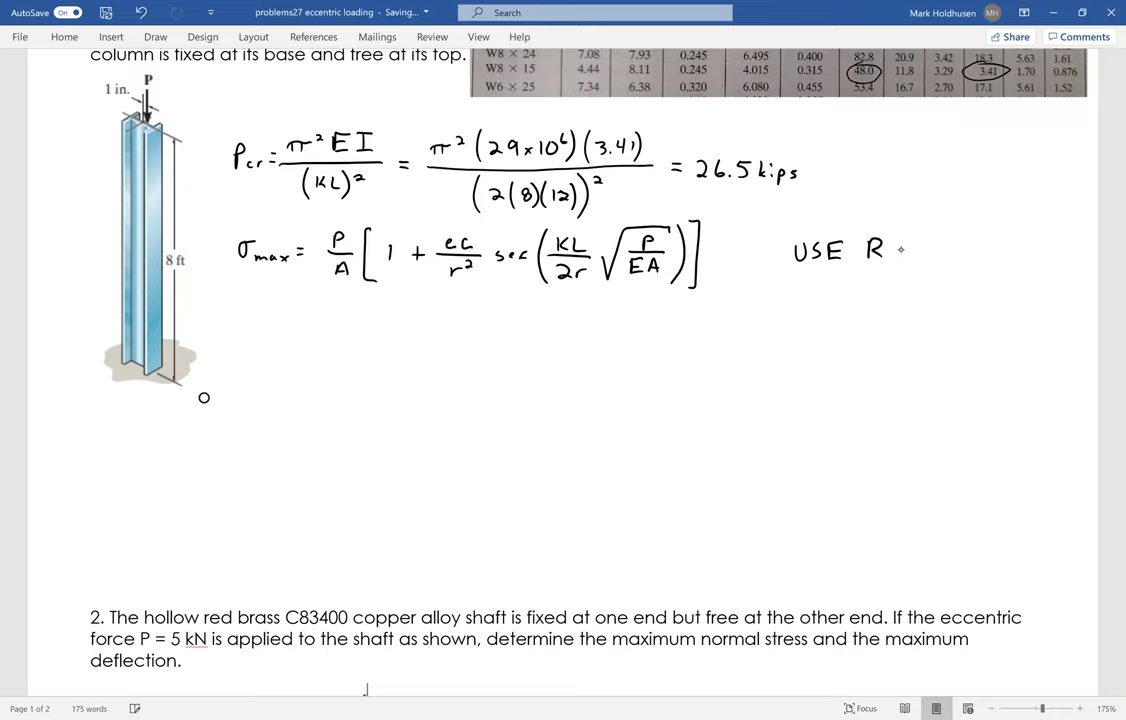 AutoSave On problems27 eccentric loading - Saving... Search Mark Holdhusen MH
File Home Insert Draw Design Layout References Mailings Review View Help Share Comments
column is fixed at its base and free at its top.
W8 × 24 7.08 7.93 0.245 6.495 0.400 82.8 20.9 3.42 18.3 5.63 1.61
W8 × 15 4.44 8.11 0.245 4.015 0.315 48.0 11.8 3.29 3.41 1.70 0.876
W6 × 25 7.34 6.38 0.320 6.080 0.455 53.4 16.7 2.70 17.1 5.61 1.52
P
1 in.
8 ft
Pcr = π² E I / (KL)² = π² (29×10⁶)(3.41) / (2(8)(12))² = 26.5 kips
σmax = P/A [1 + ec/r² sec (KL/2r √(P/EA))] USE R
2. The hollow red brass C83400 copper alloy shaft is fixed at one end but free at the other end. If the eccentric
force P = 5 kN is applied to the shaft as shown, determine the maximum normal stress and the maximum
deflection.
Page 1 of 2 175 words Focus 175%